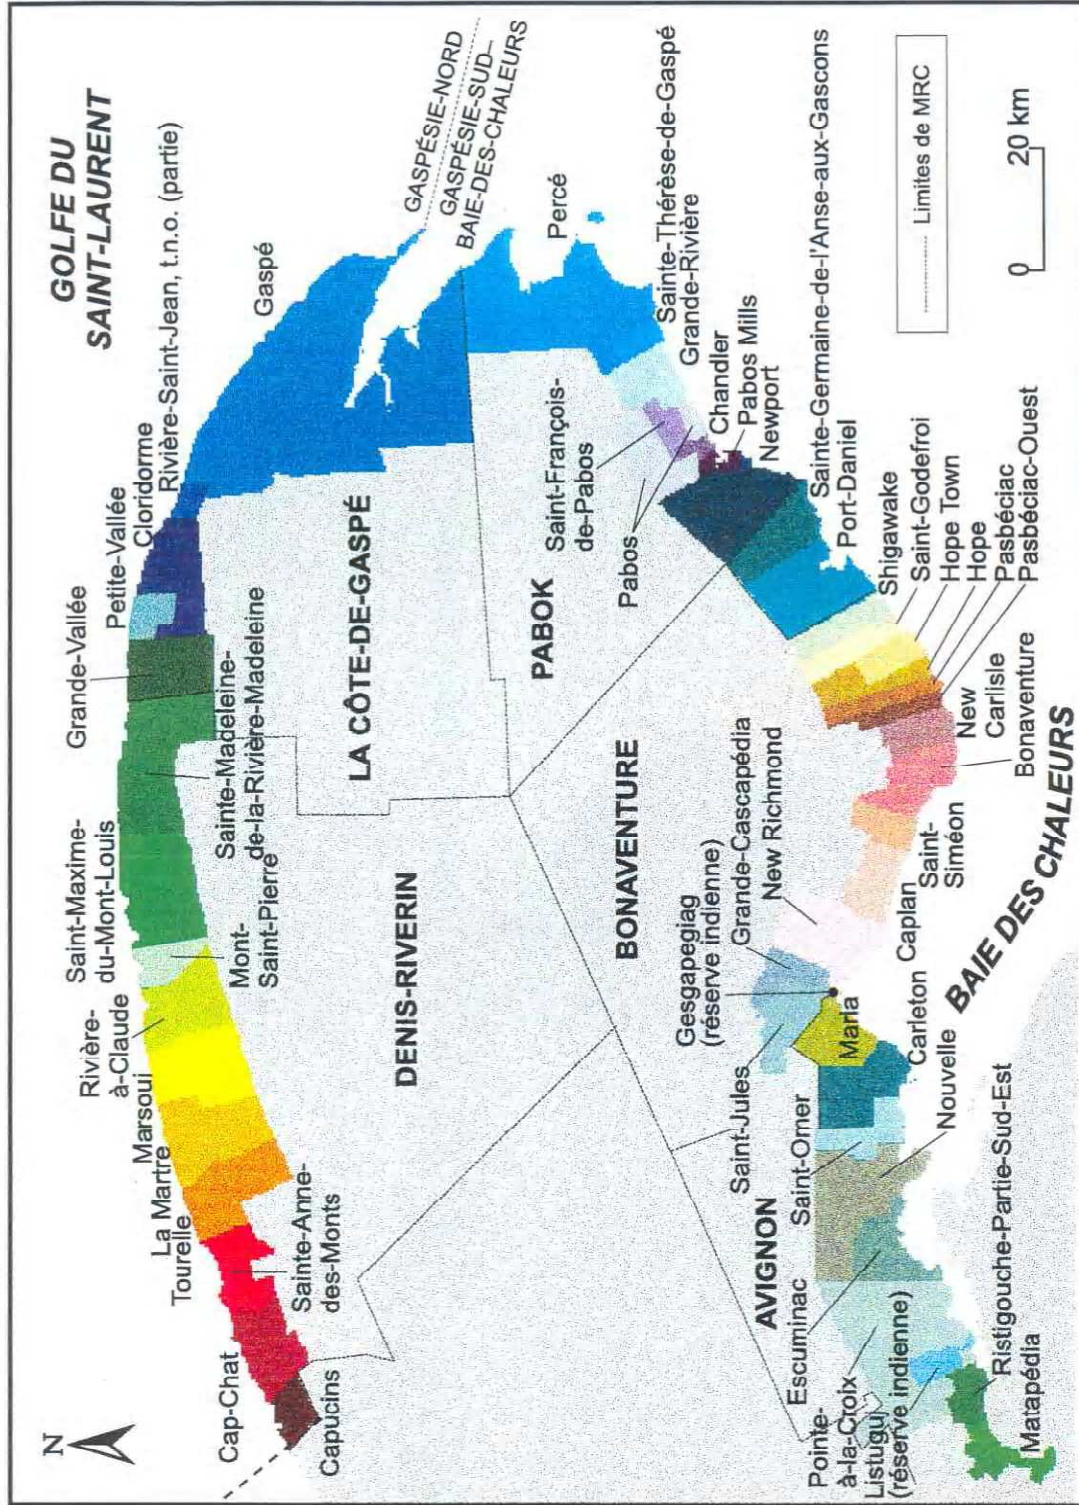 N
GOLFE DU
SAINT-LAURENT
Cap-Chat
Capucins
Tourelle
La Martre
Marsoui
Sainte-Anne-
des-Monts
Rivière-
à-Claude
Mont-
Saint-Pierre
Saint-Maxime-
du-Mont-Louis
Sainte-Madeleine-
de-la-Rivière-Madeleine
Grande-Vallée
Petite-Vallée
Cloridorme
Rivière-Saint-Jean, t.n.o. (partie)
Gaspé
GASPÉSIE-NORD
GASPÉSIE-SUD–
BAIE-DES-CHALEURS
DENIS-RIVERIN
LA CÔTE-DE-GASPÉ
PABOK
BONAVENTURE
AVIGNON
Percé
Sainte-Thérèse-de-Gaspé
Grande-Rivière
Saint-François-
de-Pabos
Pabos
Chandler
Pabos Mills
Newport
Sainte-Germaine-de-l'Anse-aux-Gascons
Port-Daniel
Shigawake
Saint-Godefroi
Hope Town
Hope
Pasbéciac
Pasbéciac-Ouest
New
Carlisle
Bonaventure
Saint-
Siméon
Caplan
New Richmond
Grande-Cascapédia
Gesgapegiag
(réserve indienne)
Saint-Jules
Maria
Carleton
Saint-Omer
Nouvelle
Escuminac
Pointe-
à-la-Croix
Listuguj
(réserve indienne)
Ristigouche-Partie-Sud-Est
Matapédia
BAIE DES CHALEURS
Limites de MRC
0 20 km